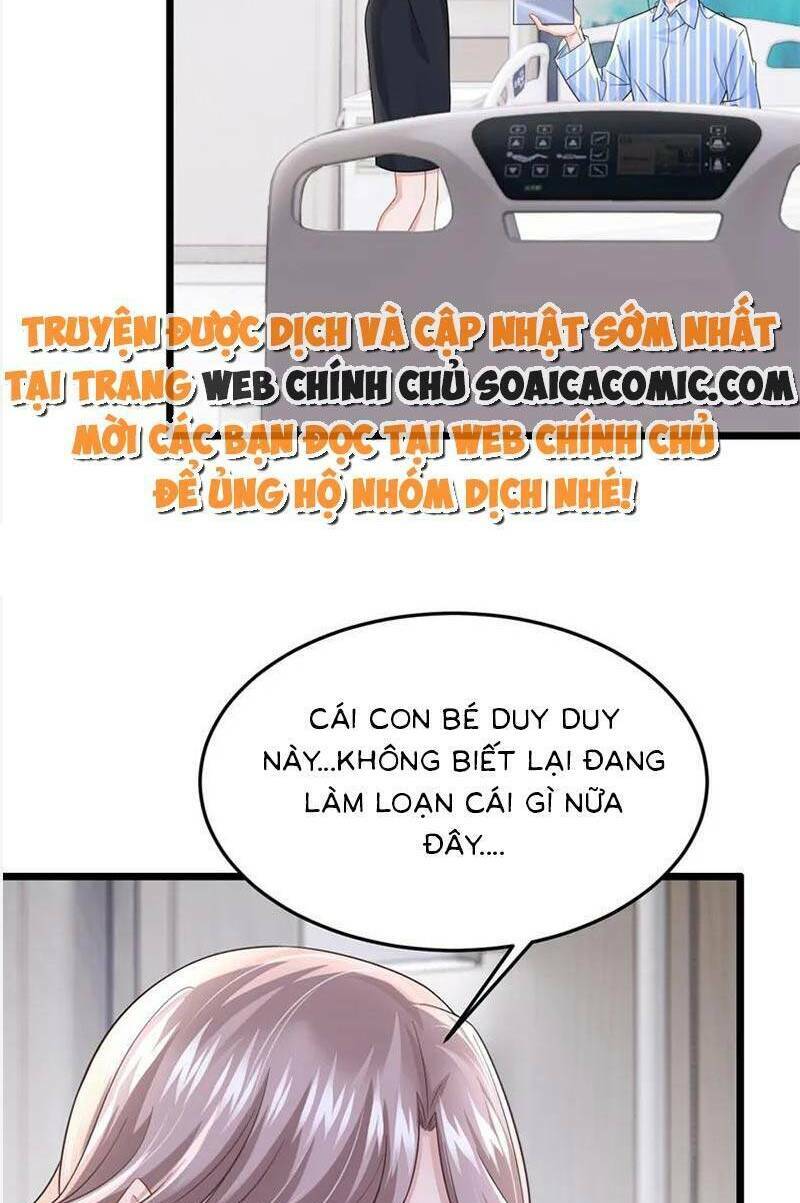 TRUYỆN ĐƯỢC DỊCH VÀ CẬP NHẬT SỚM NHẤT
TẠI TRANG WEB CHÍNH CHỦ SOAICACOMIC.COM
MỜI CÁC BẠN ĐỌC TẠI WEB CHÍNH CHỦ
ĐỂ ỦNG HỘ NHÓM DỊCH NHÉ!
CÁI CON BÉ DUY DUY
NÀY...KHÔNG BIẾT LẠI ĐANG
LÀM LOẠN CÁI GÌ NỮA
ĐÂY....